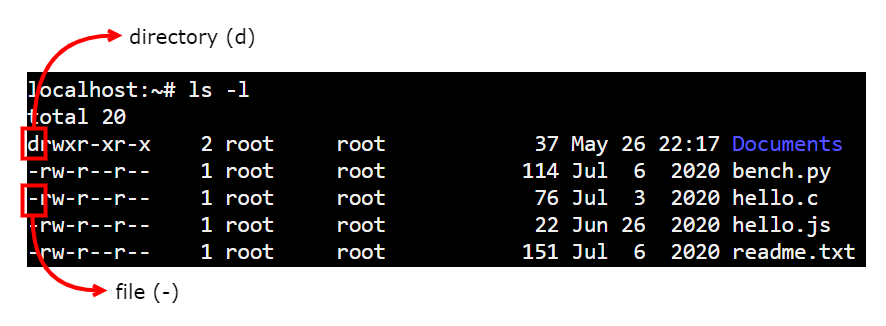 directory (d)
localhost:~# ls -l
total 20
drwxr-xr-x    2 root     root            37 May 26 22:17 Documents
-rw-r--r--    1 root     root           114 Jul  6  2020 bench.py
-rw-r--r--    1 root     root            76 Jul  3  2020 hello.c
-rw-r--r--    1 root     root            22 Jun 26  2020 hello.js
-rw-r--r--    1 root     root           151 Jul  6  2020 readme.txt
file (-)